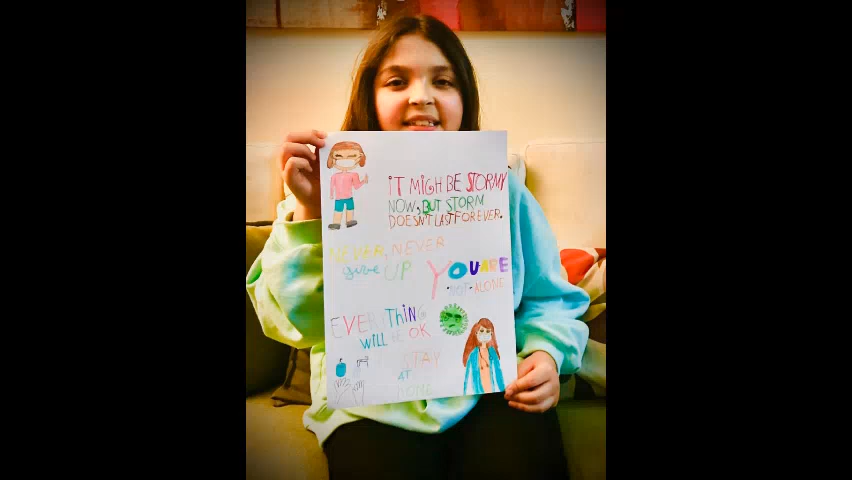 iT MIGH BE STORMY
NOW, BUT STORM
DOESN'T LAST FOREVER.
NEVER, NEVER
give UP
YOU ARE
NOT ALONE
EVERYTHING
WILL BE OK
STAY
AT
HOME